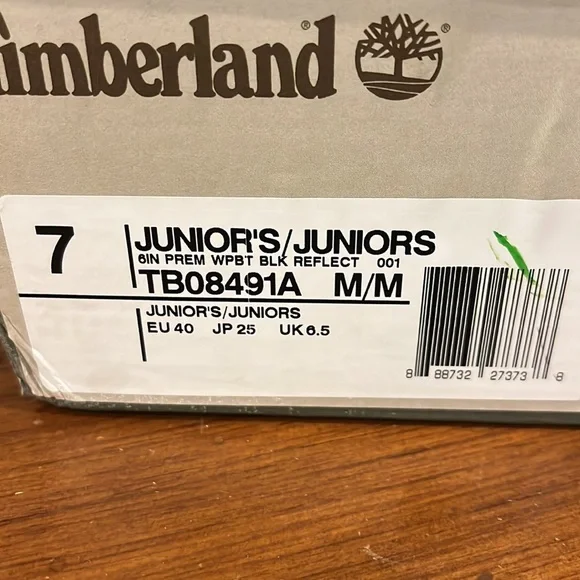 Timberland®
7
JUNIOR'S/JUNIORS
6IN PREM WPBT BLK REFLECT 001
TB08491A M/M
JUNIOR'S/JUNIORS
EU 40 JP 25 UK 6.5
8 88732 27373 8